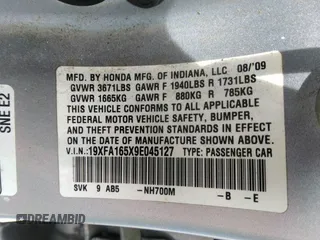 MFD. BY HONDA MFG. OF INDIANA, LLC 08/'09
GVWR 3671LBS GAWR F 1940LBS R 1731LBS
GVWR 1665KG GAWR F 880KG R 785KG
THIS VEHICLE CONFORMS TO ALL APPLICABLE
FEDERAL MOTOR VEHICLE SAFETY, BUMPER,
AND THEFT PREVENTION STANDARDS IN EFFECT
ON THE DATE OF MANUFACTURE SHOWN ABOVE.
V.I.N.: 19XFA165X9E045127 TYPE: PASSENGER CAR
SVK 9 AB5 -NH700M -B -E
SNE E2
DREAMBID